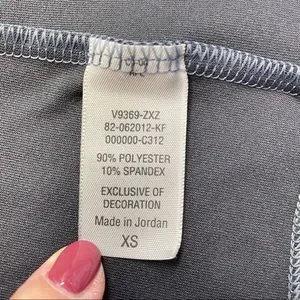 V9369-ZXZ
82-062012-KF
000000-C312
90% POLYESTER
10% SPANDEX
EXCLUSIVE OF
DECORATION
Made in Jordan
XS